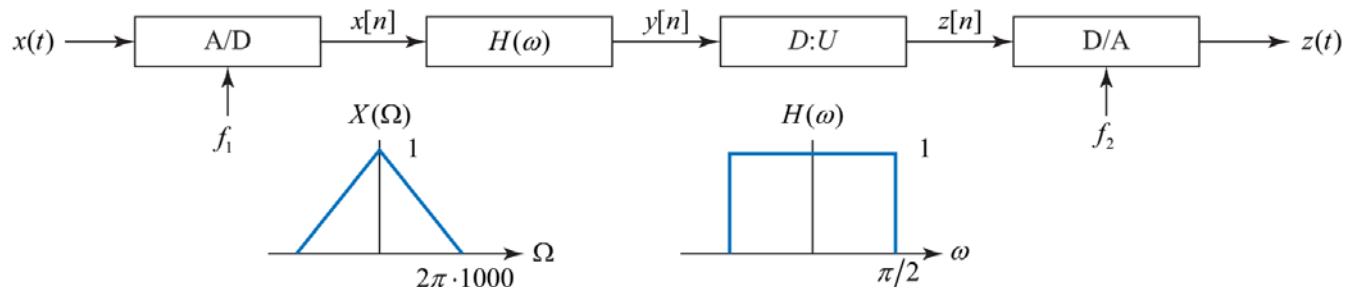 x(t) A/D x[n] H(ω) y[n] D:U z[n] D/A z(t)
f₁ X(Ω) H(ω) f₂
1 1
Ω ω
2π·1000 π/2